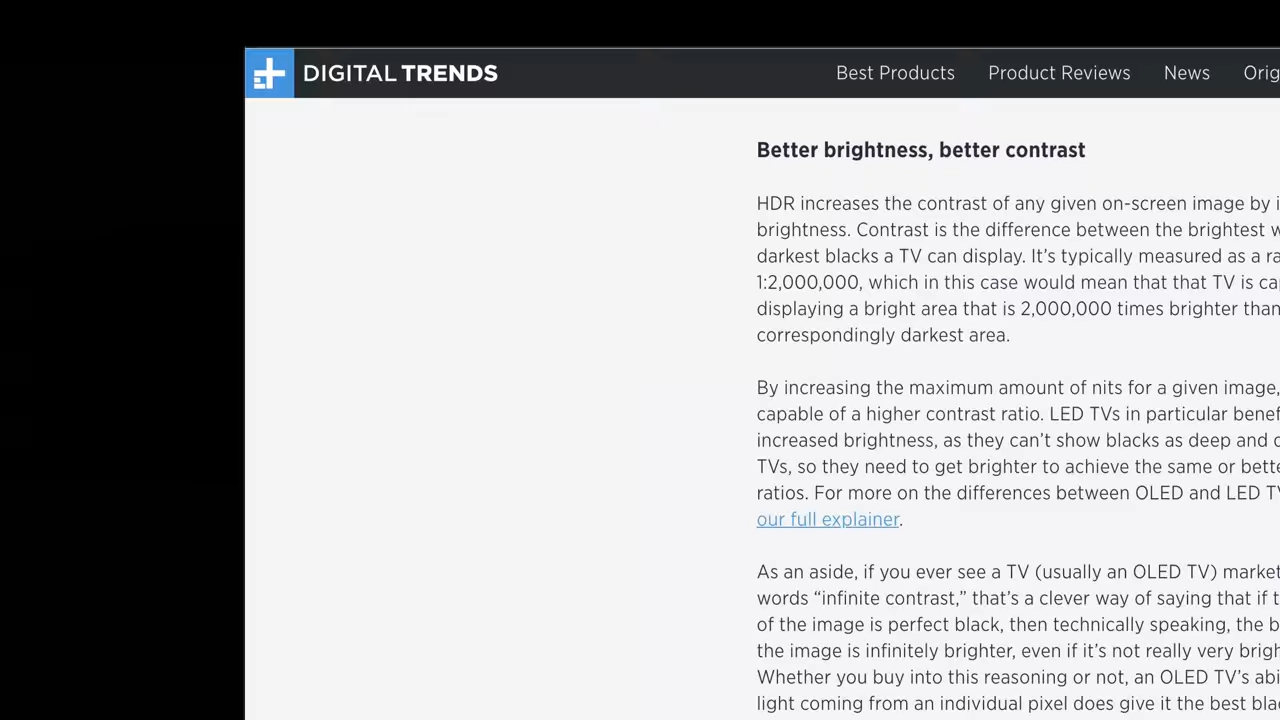 DIGITAL TRENDS
Best Products Product Reviews News
Better brightness, better contrast
HDR increases the contrast of any given on-screen image by
brightness. Contrast is the difference between the brightest
darkest blacks a TV can display. It’s typically measured as a
1:2,000,000, which in this case would mean that that TV is
displaying a bright area that is 2,000,000 times brighter than
correspondingly darkest area.
By increasing the maximum amount of nits for a given image,
capable of a higher contrast ratio. LED TVs in particular
increased brightness, as they can’t show blacks as deep and
TVs, so they need to get brighter to achieve the same or
ratios. For more on the differences between OLED and LED
our full explainer.
As an aside, if you ever see a TV (usually an OLED TV)
words “infinite contrast,” that’s a clever way of saying that if
of the image is perfect black, then technically speaking, the
the image is infinitely brighter, even if it’s not really very
Whether you buy into this reasoning or not, an OLED TV’s
light coming from an individual pixel does give it the best